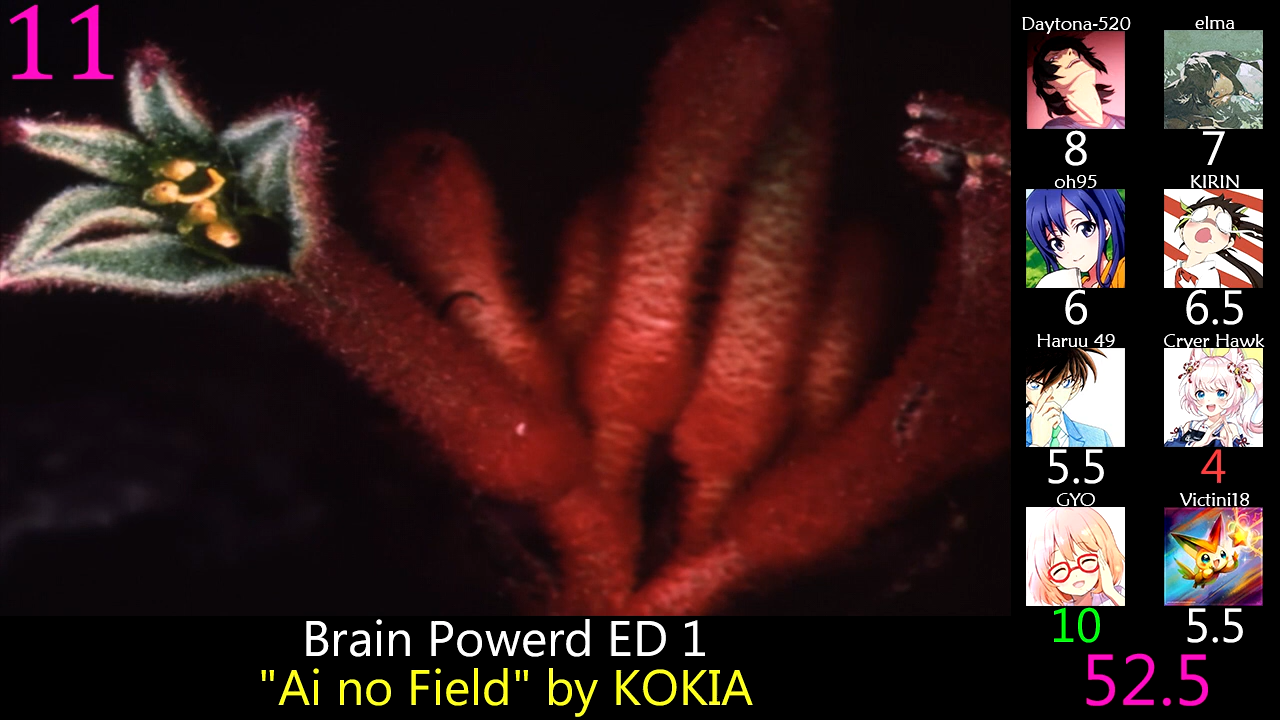 11
Daytona-520
elma
8
7
oh95
KIRIN
6
6.5
Haruu 49
Cryer Hawk
5.5
4
GYO
Victini18
10
5.5
52.5
Brain Powerd ED 1
"Ai no Field" by KOKIA